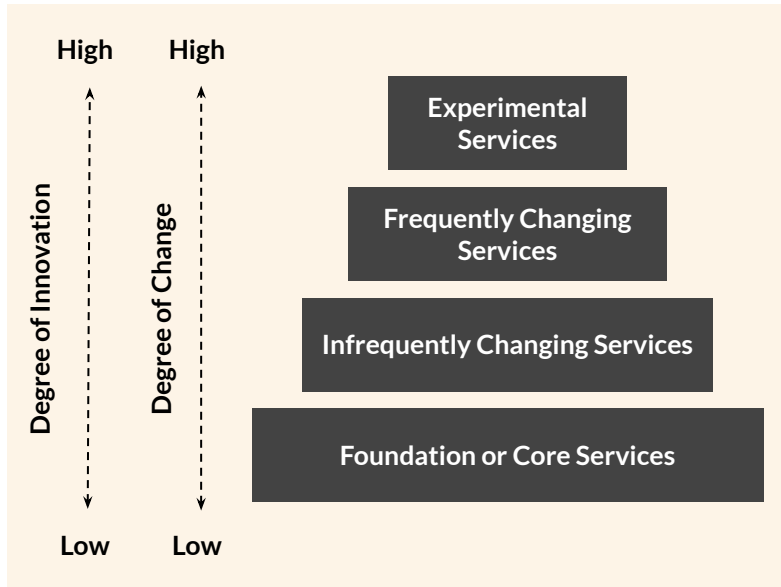 High
High
Experimental
Services
Frequently Changing
Services
Degree of Innovation
Degree of Change
Infrequently Changing Services
Foundation or Core Services
Low
Low